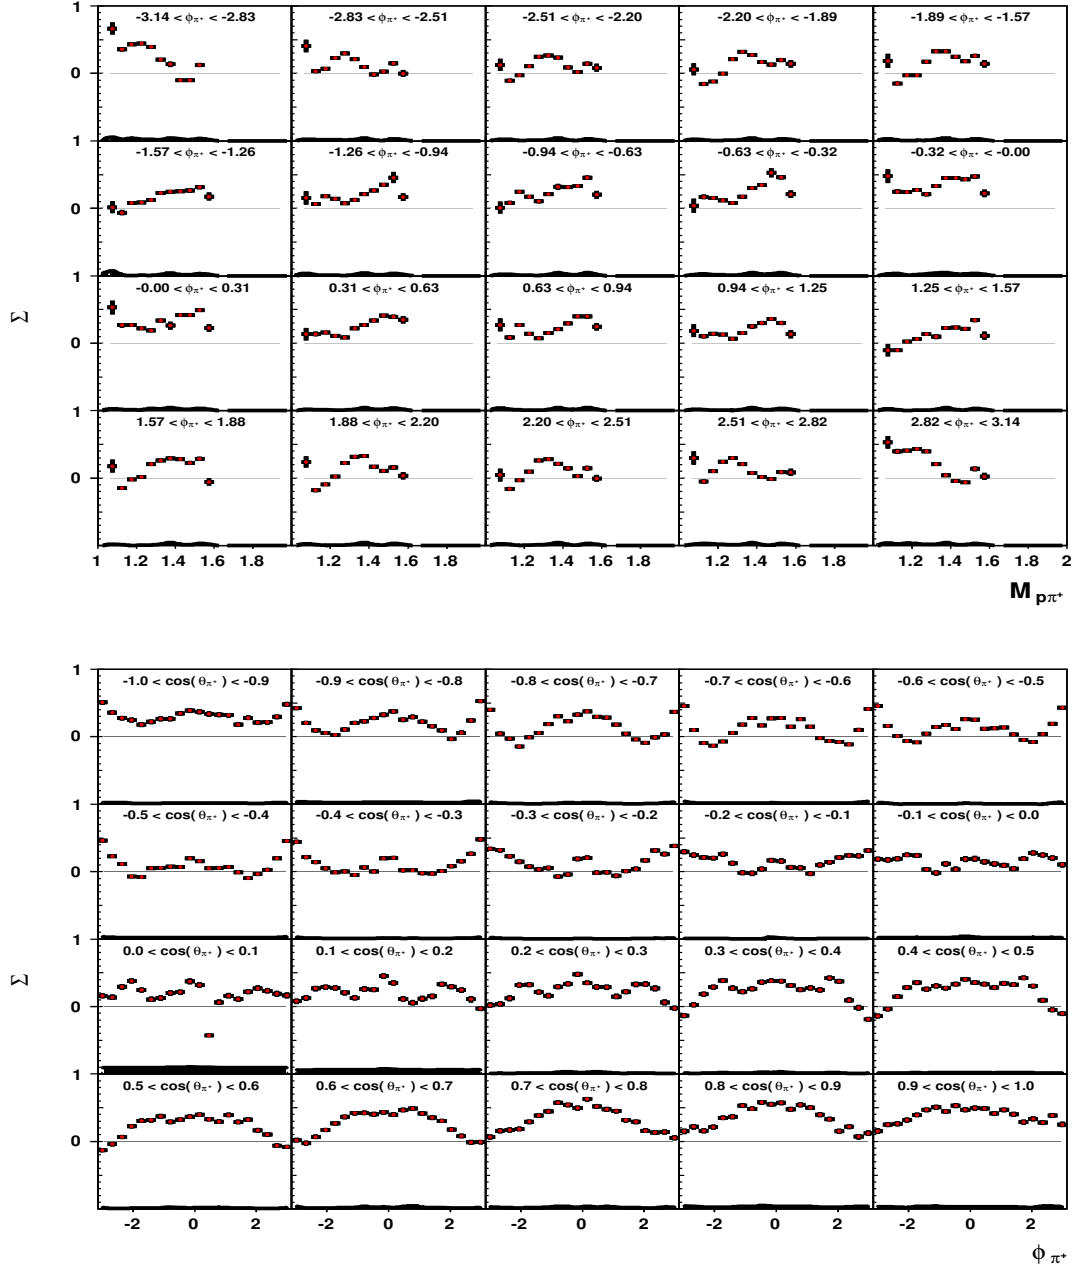 -3.14 < ϕπ⁺ < -2.83
-2.83 < ϕπ⁺ < -2.51
-2.51 < ϕπ⁺ < -2.20
-2.20 < ϕπ⁺ < -1.89
-1.89 < ϕπ⁺ < -1.57
1
0
-1.57 < ϕπ⁺ < -1.26
-1.26 < ϕπ⁺ < -0.94
-0.94 < ϕπ⁺ < -0.63
-0.63 < ϕπ⁺ < -0.32
-0.32 < ϕπ⁺ < -0.00
1
0
-0.00 < ϕπ⁺ < 0.31
0.31 < ϕπ⁺ < 0.63
0.63 < ϕπ⁺ < 0.94
0.94 < ϕπ⁺ < 1.25
1.25 < ϕπ⁺ < 1.57
1
0
Σ
1.57 < ϕπ⁺ < 1.88
1.88 < ϕπ⁺ < 2.20
2.20 < ϕπ⁺ < 2.51
2.51 < ϕπ⁺ < 2.82
2.82 < ϕπ⁺ < 3.14
1
0
1 1.2 1.4 1.6 1.8 1.2 1.4 1.6 1.8 1.2 1.4 1.6 1.8 1.2 1.4 1.6 1.8 1.2 1.4 1.6 1.8 2
M pπ⁺
-1.0 < cos( θπ⁺ ) < -0.9
-0.9 < cos( θπ⁺ ) < -0.8
-0.8 < cos( θπ⁺ ) < -0.7
-0.7 < cos( θπ⁺ ) < -0.6
-0.6 < cos( θπ⁺ ) < -0.5
1
0
-0.5 < cos( θπ⁺ ) < -0.4
-0.4 < cos( θπ⁺ ) < -0.3
-0.3 < cos( θπ⁺ ) < -0.2
-0.2 < cos( θπ⁺ ) < -0.1
-0.1 < cos( θπ⁺ ) < 0.0
1
0
0.0 < cos( θπ⁺ ) < 0.1
0.1 < cos( θπ⁺ ) < 0.2
0.2 < cos( θπ⁺ ) < 0.3
0.3 < cos( θπ⁺ ) < 0.4
0.4 < cos( θπ⁺ ) < 0.5
1
0
Σ
0.5 < cos( θπ⁺ ) < 0.6
0.6 < cos( θπ⁺ ) < 0.7
0.7 < cos( θπ⁺ ) < 0.8
0.8 < cos( θπ⁺ ) < 0.9
0.9 < cos( θπ⁺ ) < 1.0
1
0
-2 0 2 -2 0 2 -2 0 2 -2 0 2 -2 0 2
ϕ π⁺